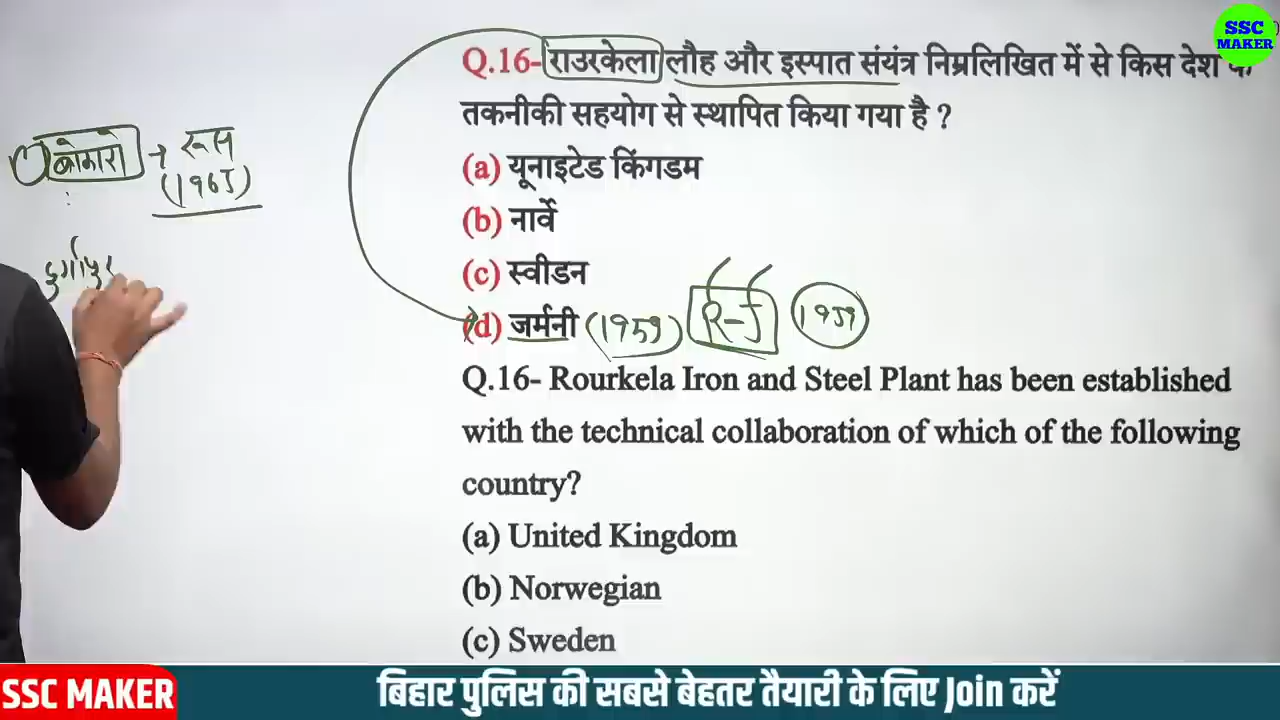 SSC
MAKER
Q.16- राउरकेला लौह और इस्पात संयंत्र निम्नलिखित में से किस देश के
तकनीकी सहयोग से स्थापित किया गया है ?
(a) यूनाइटेड किंगडम
(b) नार्वे
(c) स्वीडन
(d) जर्मनी (1959) R-J 1959
बोकारो → रूस
(1965)
दुर्गापुर
Q.16- Rourkela Iron and Steel Plant has been established
with the technical collaboration of which of the following
country?
(a) United Kingdom
(b) Norwegian
(c) Sweden
SSC MAKER
बिहार पुलिस की सबसे बेहतर तैयारी के लिए Join करें